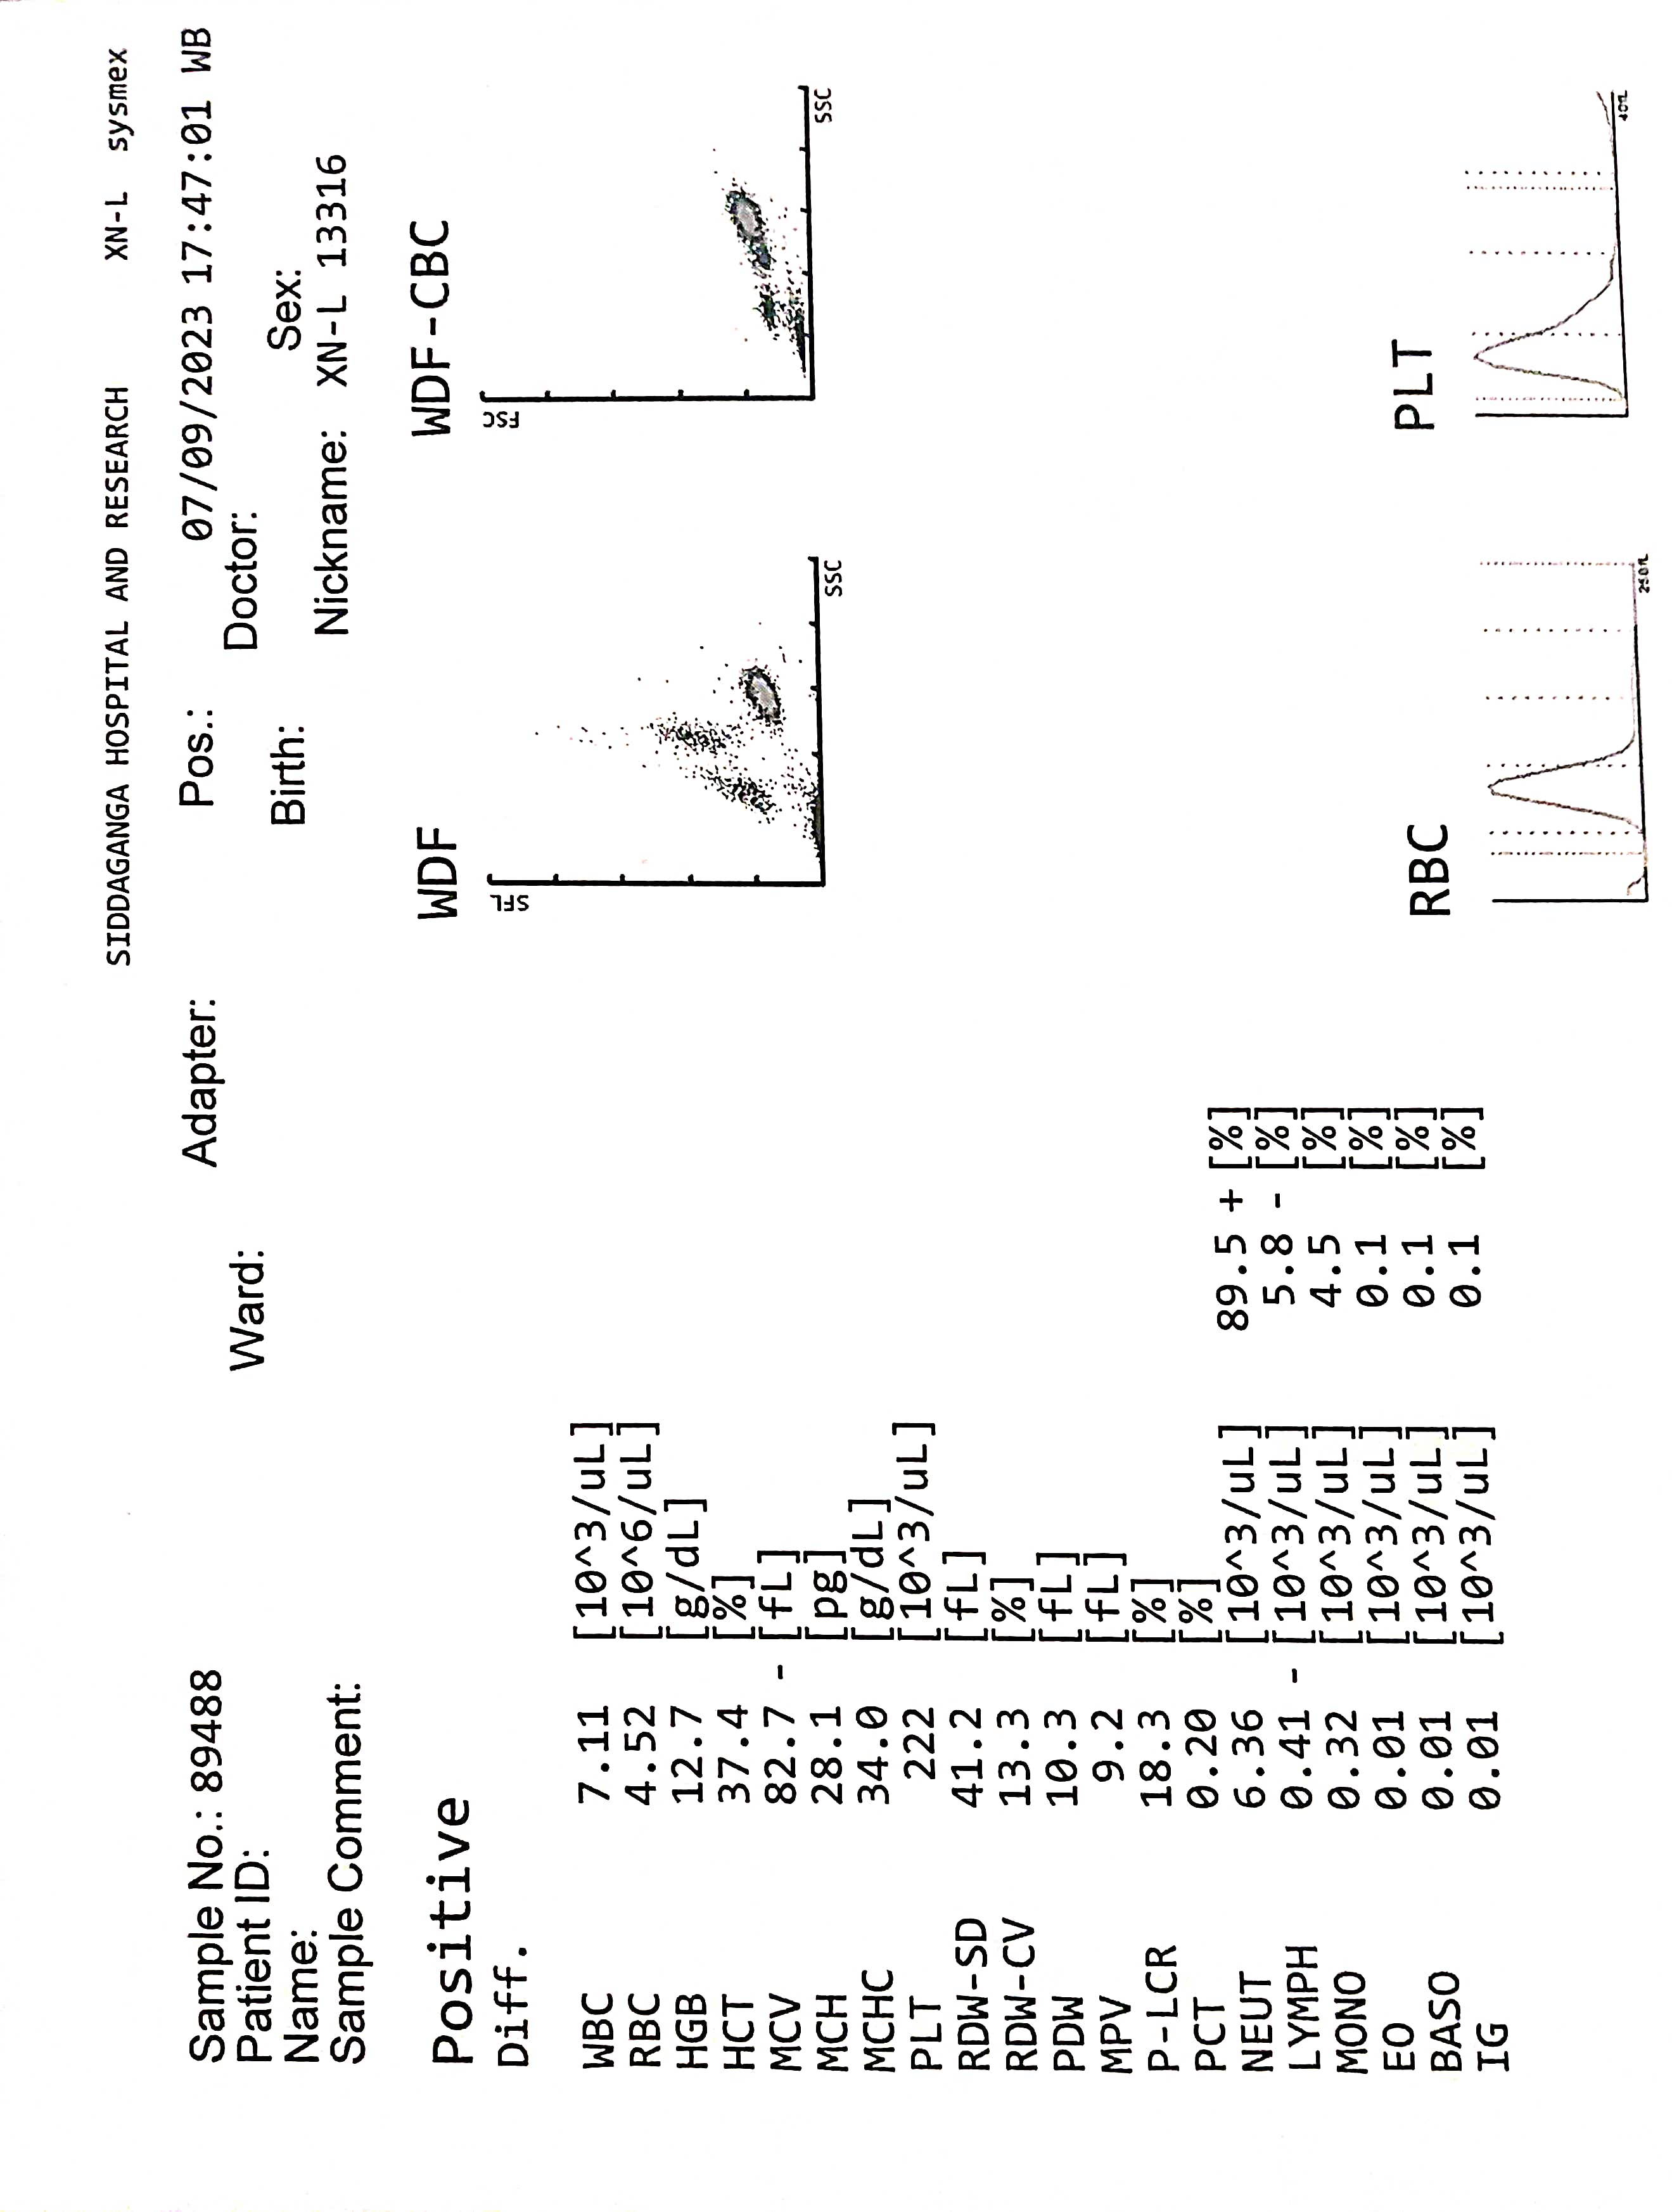 SIDDAGANGA HOSPITAL AND RESEARCH XN-L sysmex
Sample No.: 89488 Adapter: Pos.: 07/09/2023 17:47:01 WB
Patient ID: Ward: Doctor:
Name: Birth: Sex:
Sample Comment: Nickname: XN-L 13316
Positive WDF WDF-CBC
Diff.
SFL SSC FSC SSC
WBC 7.11 [10^3/uL]
RBC 4.52 [10^6/uL]
HGB 12.7 [g/dL]
HCT 37.4 [%]
MCV 82.7 - [fL]
MCH 28.1 [pg]
MCHC 34.0 [g/dL]
PLT 222 [10^3/uL]
RDW-SD 41.2 [fL]
RDW-CV 13.3 [%]
PDW 10.3 [fL]
MPV 9.2 [fL]
P-LCR 18.3 [%]
PCT 0.20 [%]
NEUT 6.36 [10^3/uL] 89.5 + [%]
LYMPH 0.41 - [10^3/uL] 5.8 - [%]
MONO 0.32 [10^3/uL] 4.5 [%]
EO 0.01 [10^3/uL] 0.1 [%]
BASO 0.01 [10^3/uL] 0.1 [%]
IG 0.01 [10^3/uL] 0.1 [%]
RBC PLT
250fL 40fL